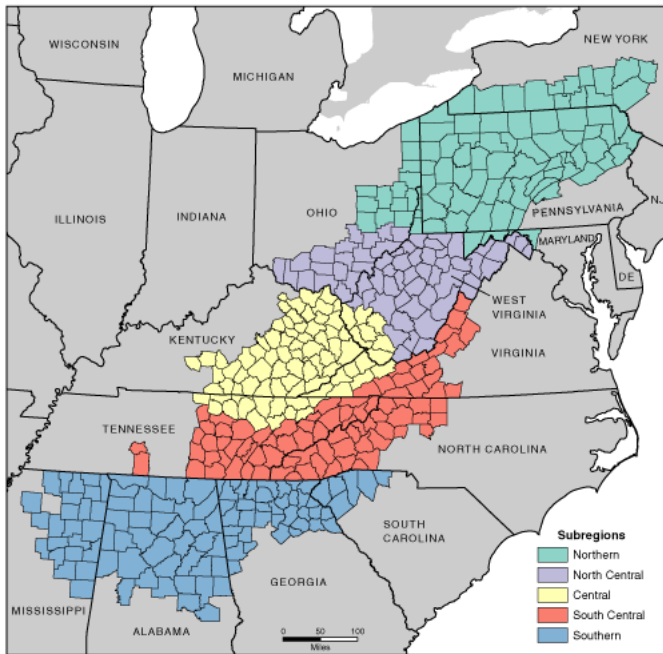 WISCONSIN
NEW YORK
MICHIGAN
ILLINOIS
INDIANA
OHIO
PENNSYLVANIA
NJ
MARYLAND
DE
WEST
VIRGINIA
KENTUCKY
VIRGINIA
TENNESSEE
NORTH CAROLINA
SOUTH
CAROLINA
GEORGIA
MISSISSIPPI
ALABAMA
0 50 100
Miles
Subregions
Northern
North Central
Central
South Central
Southern